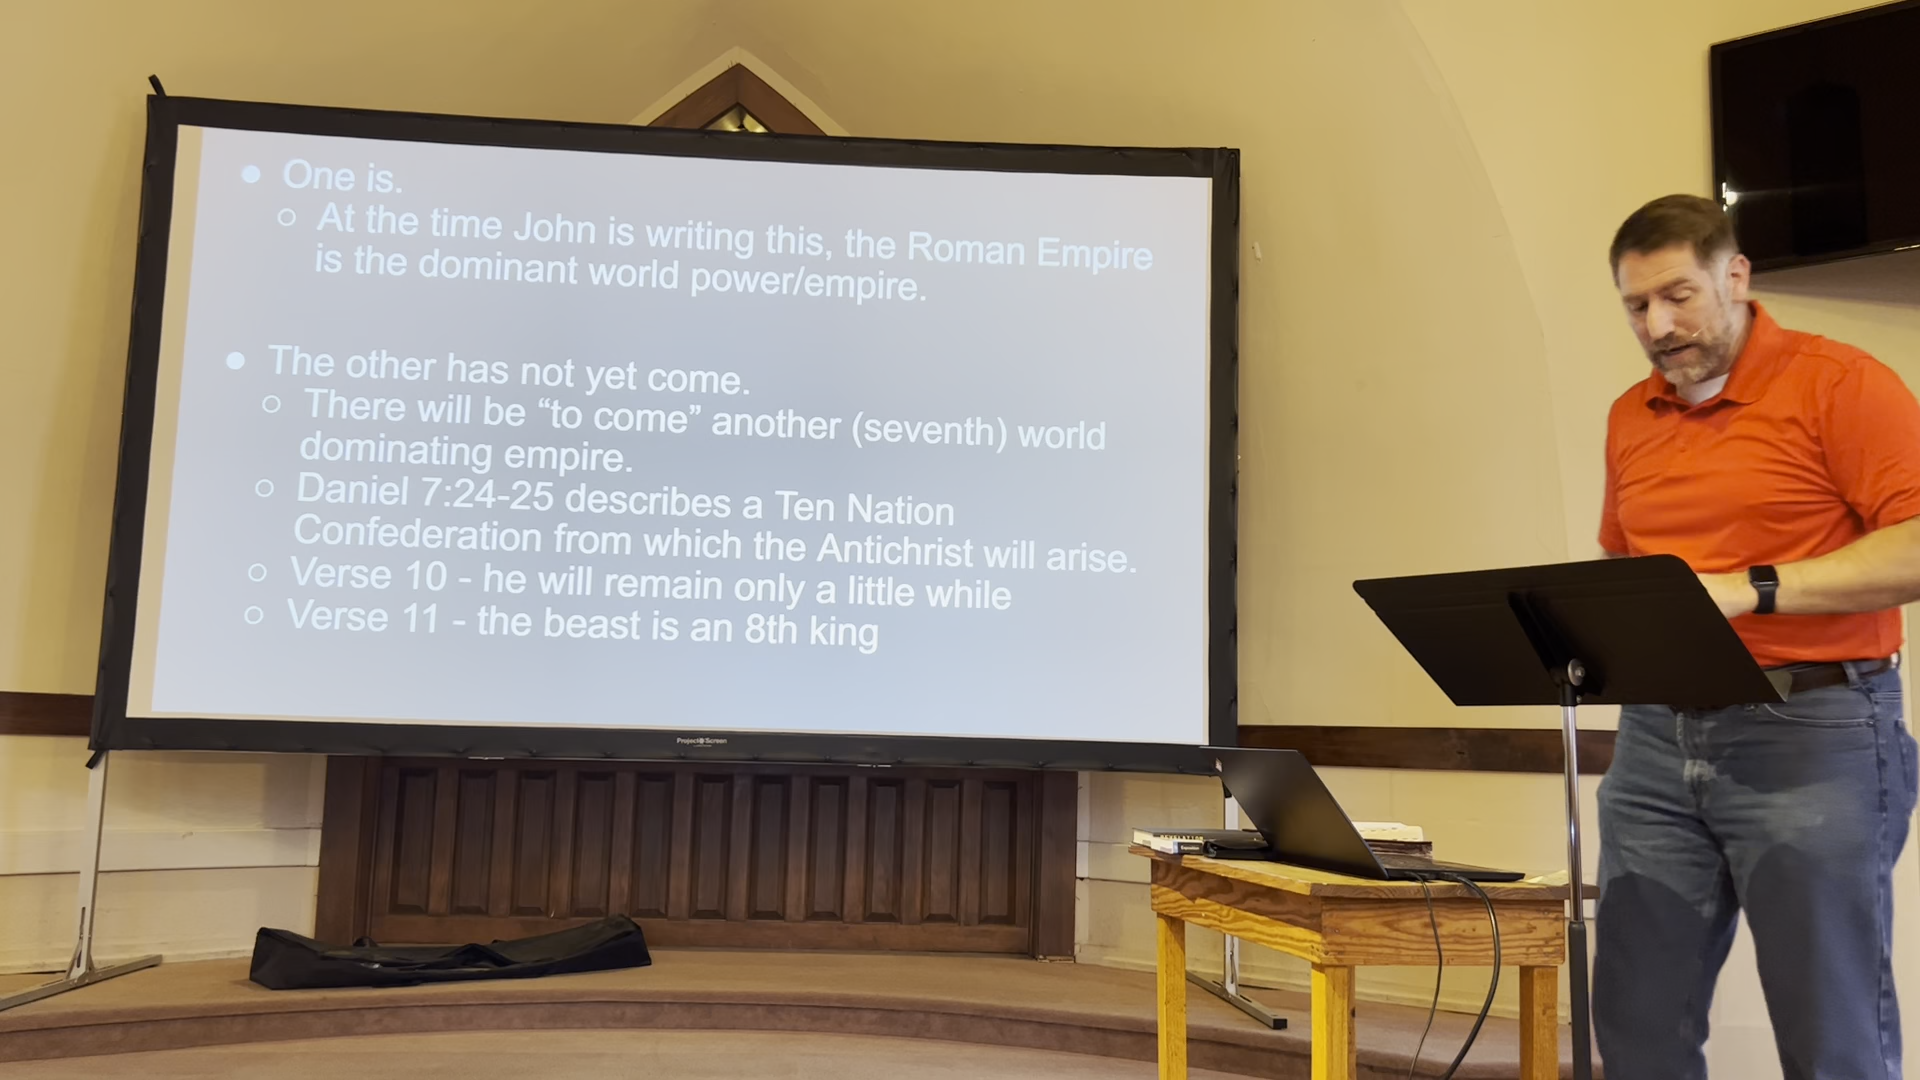 ● One is.
○ At the time John is writing this, the Roman Empire
is the dominant world power/empire.
● The other has not yet come.
○ There will be “to come” another (seventh) world
dominating empire.
○ Daniel 7:24-25 describes a Ten Nation
Confederation from which the Antichrist will arise.
○ Verse 10 - he will remain only a little while
○ Verse 11 - the beast is an 8th king
Project Screen
REVELATION